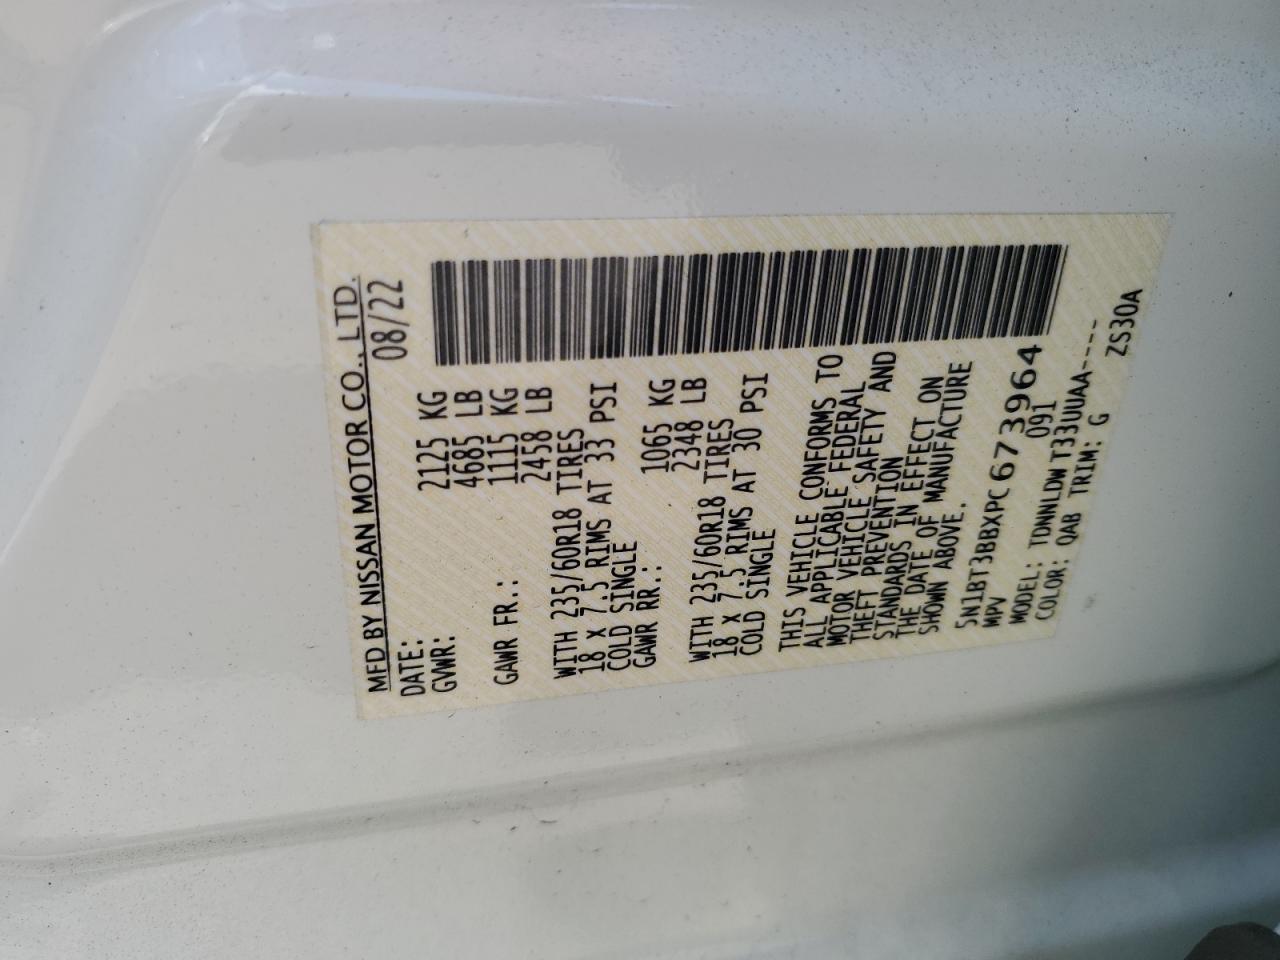 MFD BY NISSAN MOTOR CO., LTD.
DATE: 08/22
GVWR: 2125 KG
4685 LB
GAWR FR.: 1115 KG
2458 LB
WITH 235/60R18 TIRES
18 X 7.5 RIMS AT 33 PSI
COLD SINGLE
GAWR RR.: 1065 KG
2348 LB
WITH 235/60R18 TIRES
18 X 7.5 RIMS AT 30 PSI
COLD SINGLE
THIS VEHICLE CONFORMS TO
ALL APPLICABLE FEDERAL
MOTOR VEHICLE SAFETY AND
THEFT PREVENTION
STANDARDS IN EFFECT ON
THE DATE OF MANUFACTURE
SHOWN ABOVE.
5N1BT3BBXPC673964
MPV 091
MODEL: TDNNLDWT33UUAA----
COLOR: QAB TRIM: G ZS30A